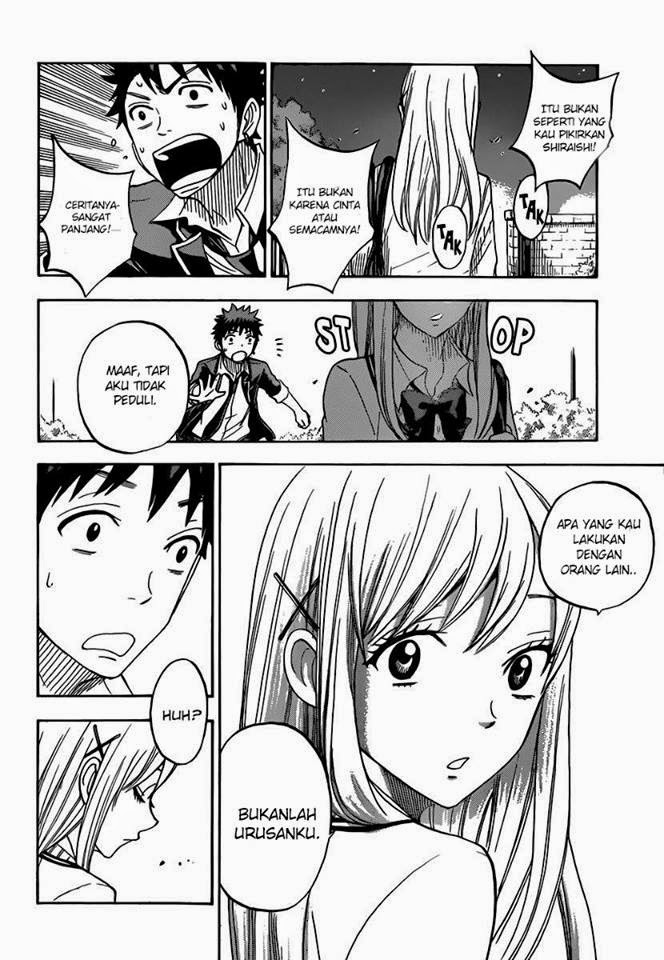 ITU BUKAN
SEPERTI YANG
KAU PIKIRKAN
SHIRAISHI!
TAK
TAK
ITU BUKAN
KARENA CINTA
ATAU
SEMACAMNYA!
CERITANYA-
SANGAT
PANJANG!—
ST OP
MAAF, TAPI
AKU TIDAK
PEDULI.
APA YANG KAU
LAKUKAN
DENGAN
ORANG LAIN..
BUKANLAH
URUSANKU.
HUH?